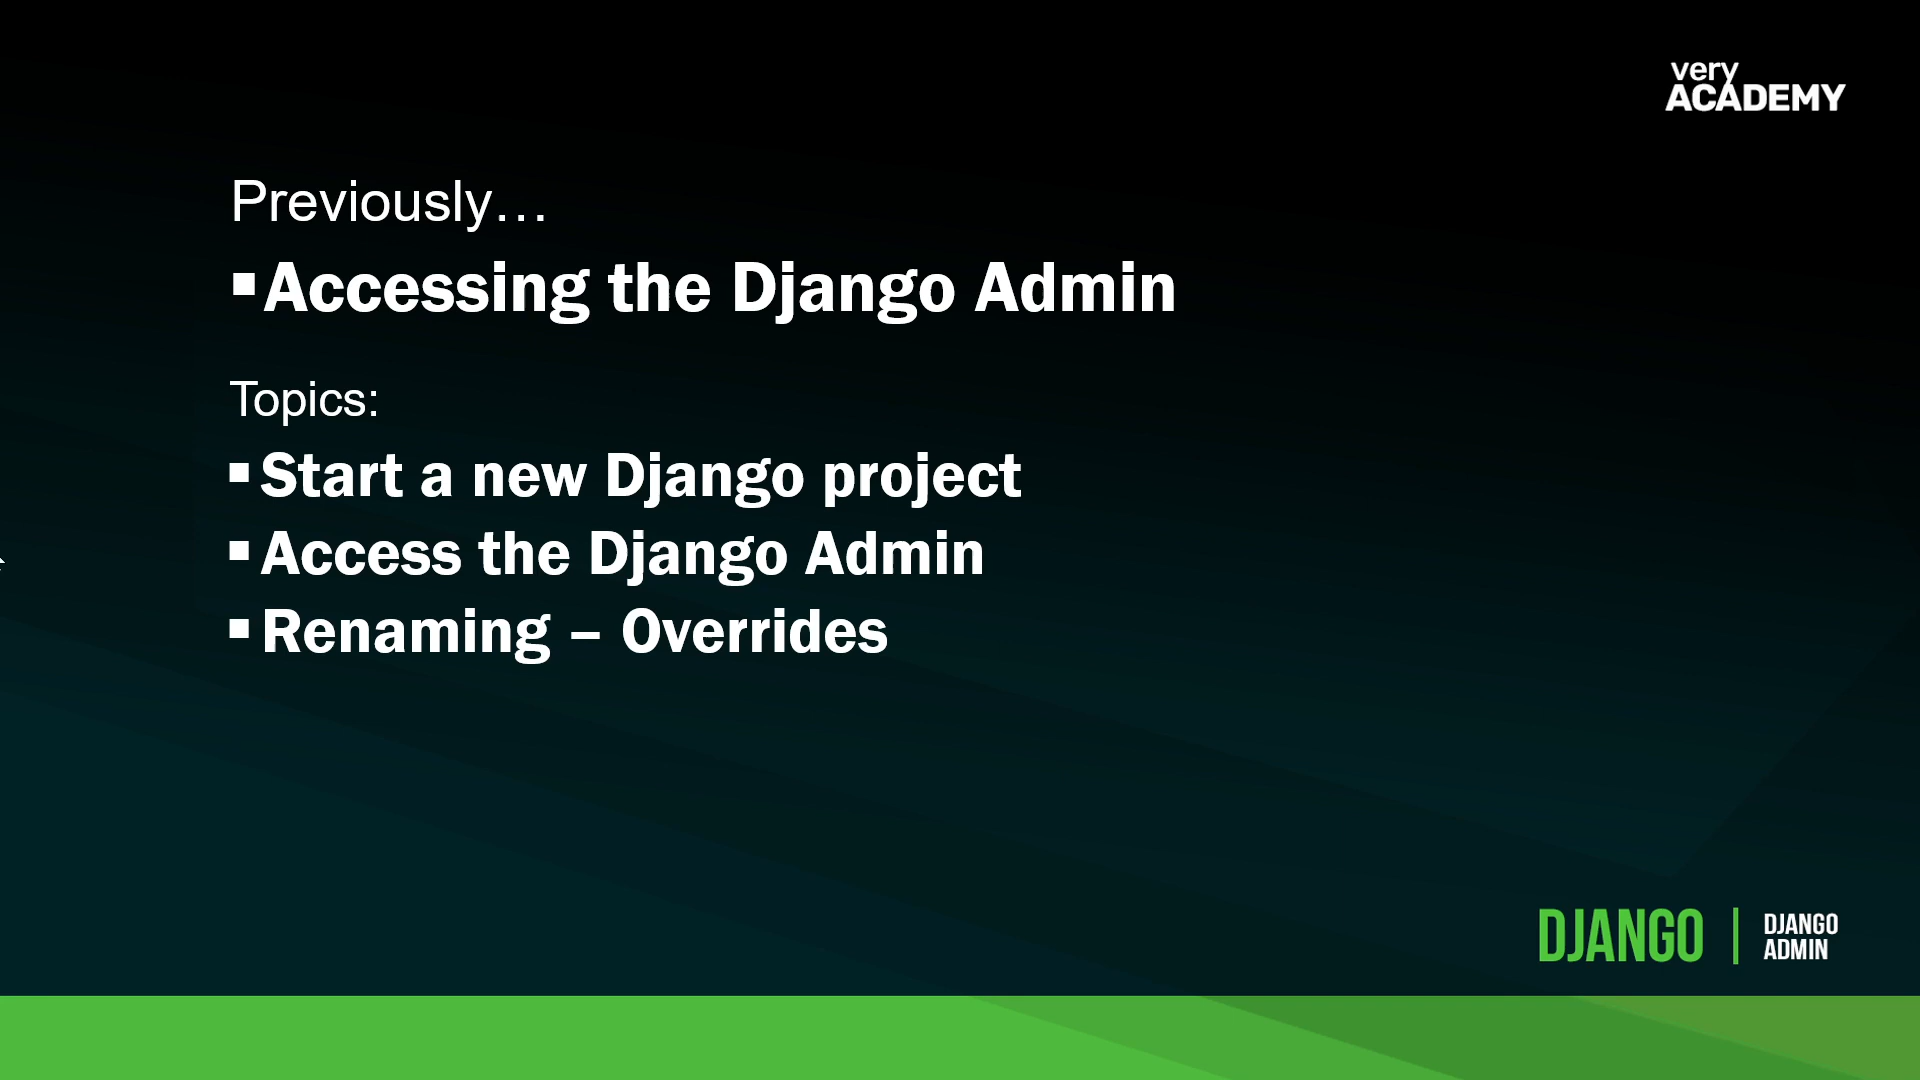 very
ACADEMY
Previously…
▪Accessing the Django Admin
Topics:
▪Start a new Django project
▪Access the Django Admin
▪Renaming – Overrides
DJANGO | DJANGO
ADMIN